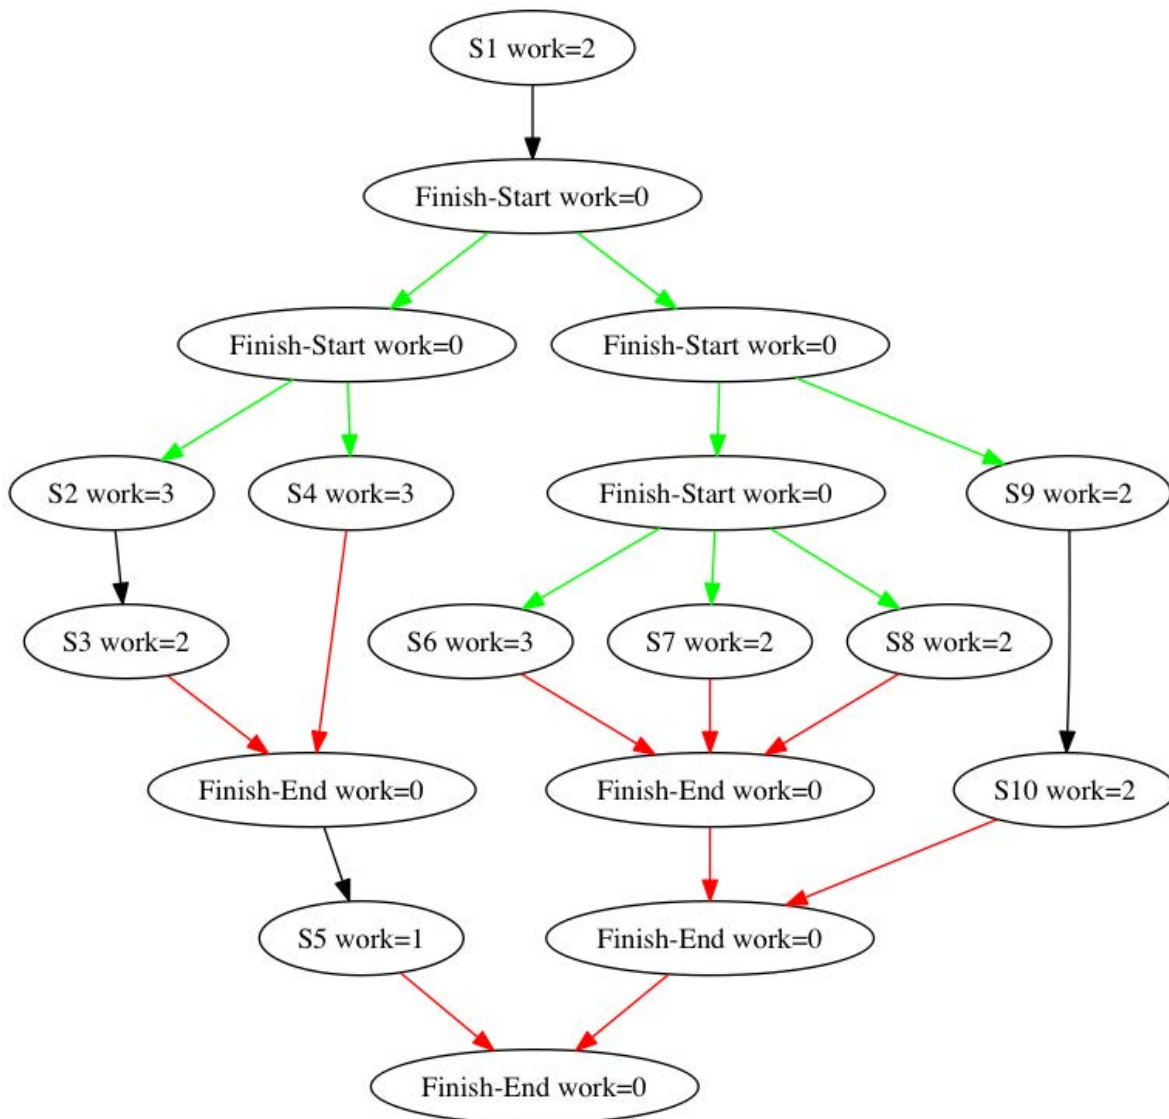 S1 work=2
Finish-Start work=0
Finish-Start work=0
Finish-Start work=0
S2 work=3
S4 work=3
Finish-Start work=0
S9 work=2
S3 work=2
S6 work=3
S7 work=2
S8 work=2
Finish-End work=0
Finish-End work=0
S10 work=2
S5 work=1
Finish-End work=0
Finish-End work=0